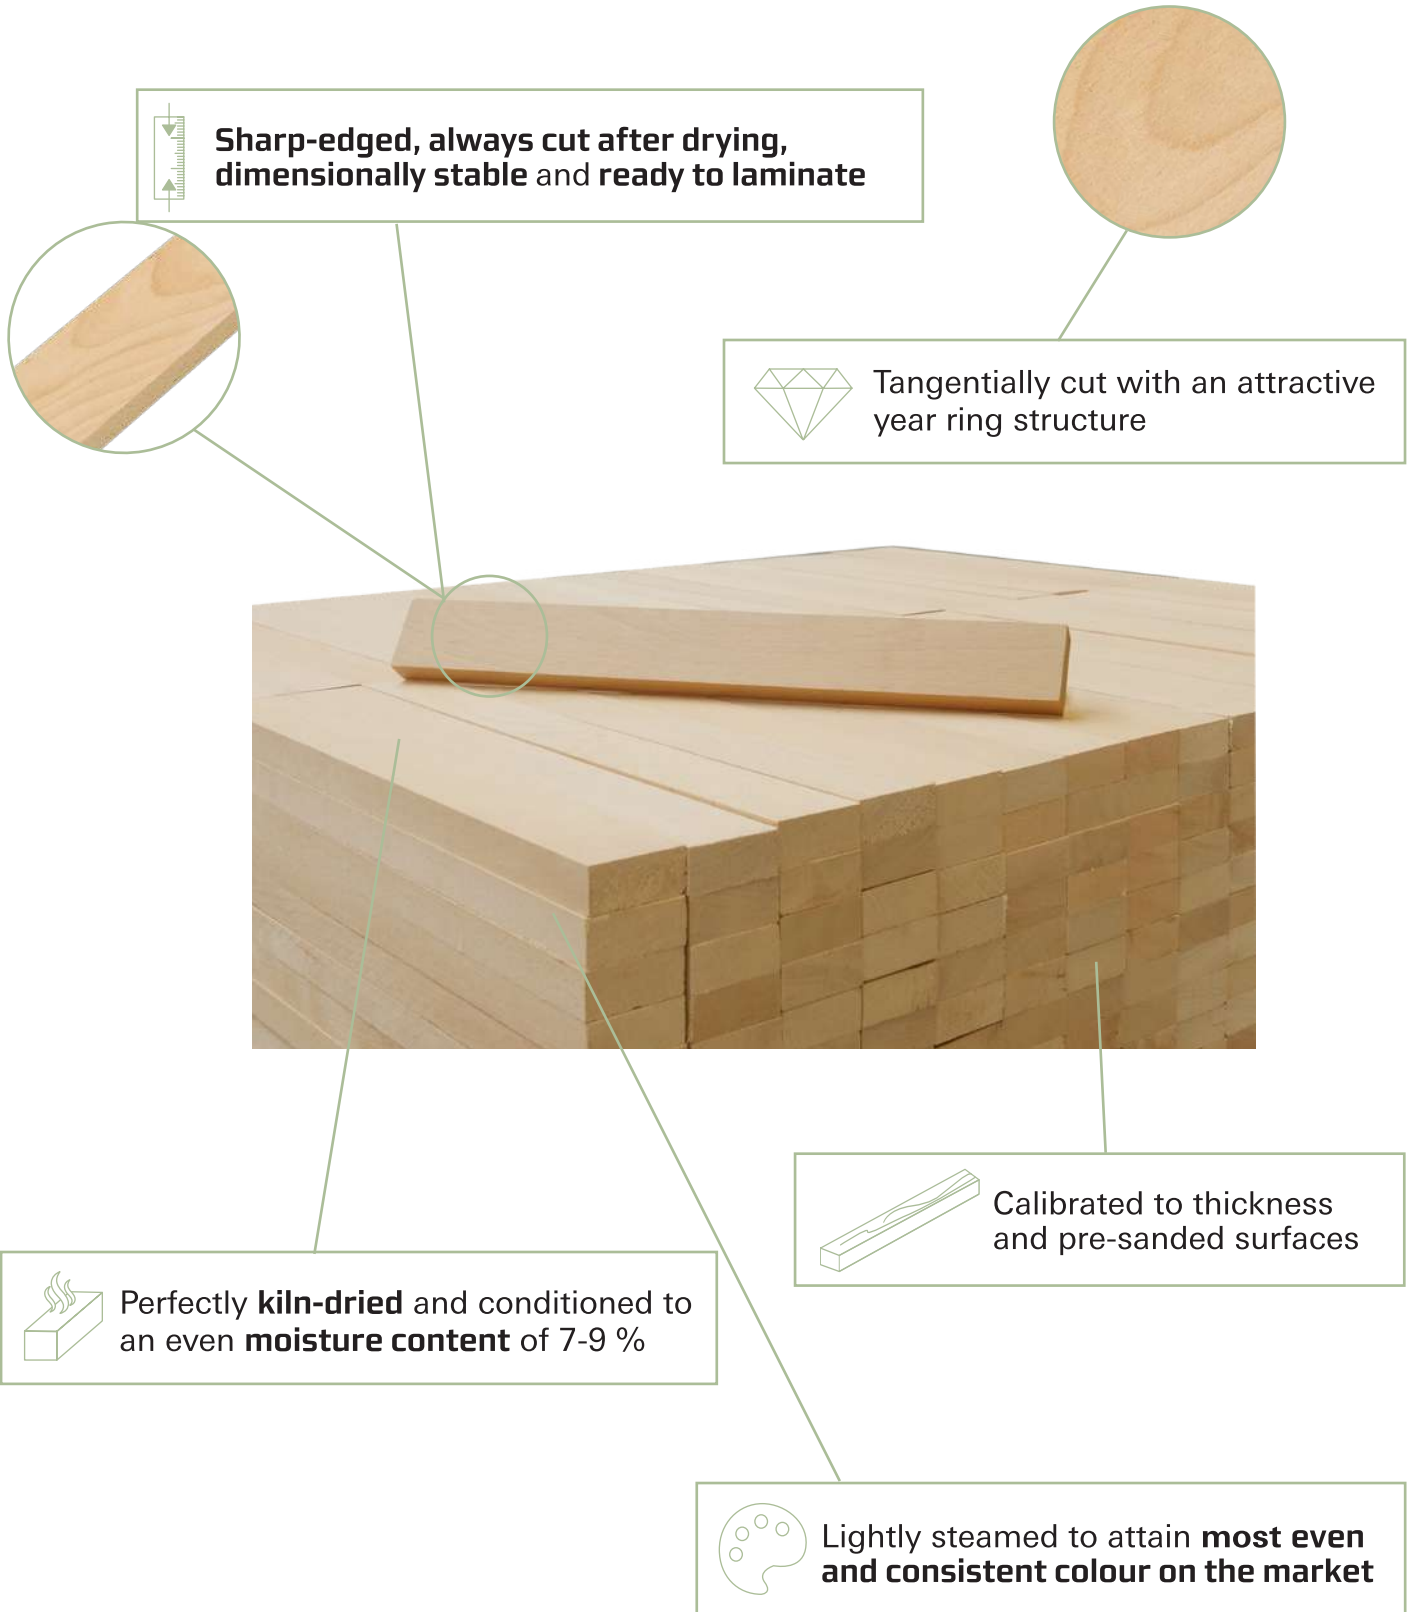 Sharp-edged, always cut after drying,
dimensionally stable and ready to laminate
Tangentially cut with an attractive
year ring structure
Calibrated to thickness
and pre-sanded surfaces
Perfectly kiln-dried and conditioned to
an even moisture content of 7-9 %
Lightly steamed to attain most even
and consistent colour on the market